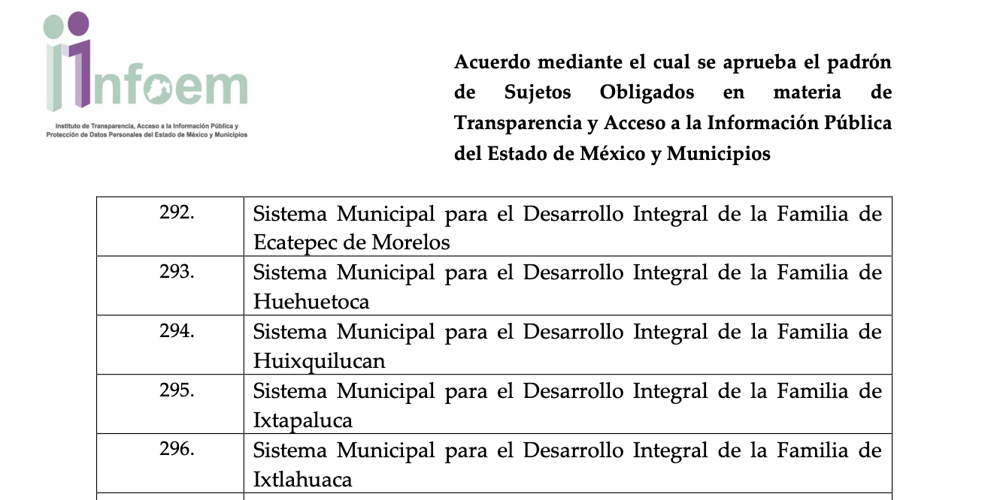 infoem
Instituto de Transparencia, Acceso a la Información Pública y
Protección de Datos Personales del Estado de México y Municipios
Acuerdo mediante el cual se aprueba el padrón
de Sujetos Obligados en materia de
Transparencia y Acceso a la Información Pública
del Estado de México y Municipios
292.
Sistema Municipal para el Desarrollo Integral de la Familia de
Ecatepec de Morelos
293.
Sistema Municipal para el Desarrollo Integral de la Familia de
Huehuetoca
294.
Sistema Municipal para el Desarrollo Integral de la Familia de
Huixquilucan
295.
Sistema Municipal para el Desarrollo Integral de la Familia de
Ixtapaluca
296.
Sistema Municipal para el Desarrollo Integral de la Familia de
Ixtlahuaca